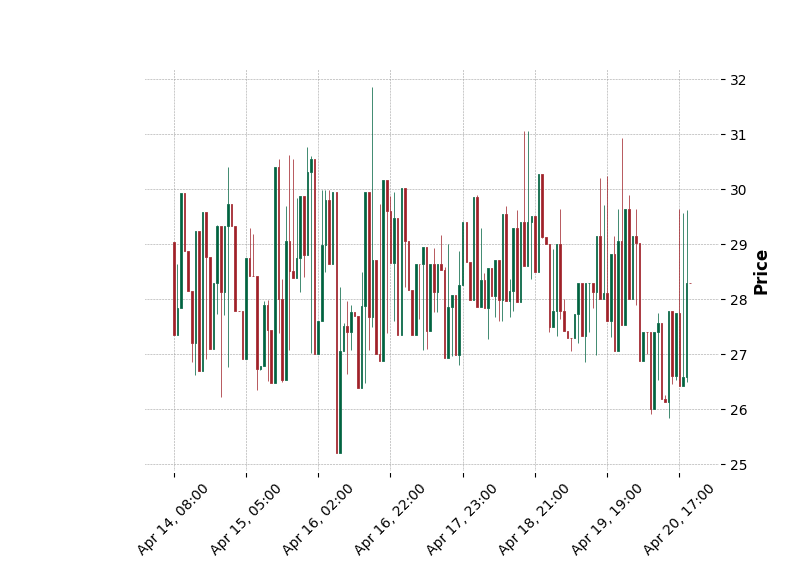 32
31
30
29
28
27
26
25
Price
Apr 14, 08:00
Apr 15, 05:00
Apr 16, 02:00
Apr 16, 22:00
Apr 17, 23:00
Apr 18, 21:00
Apr 19, 19:00
Apr 20, 17:00